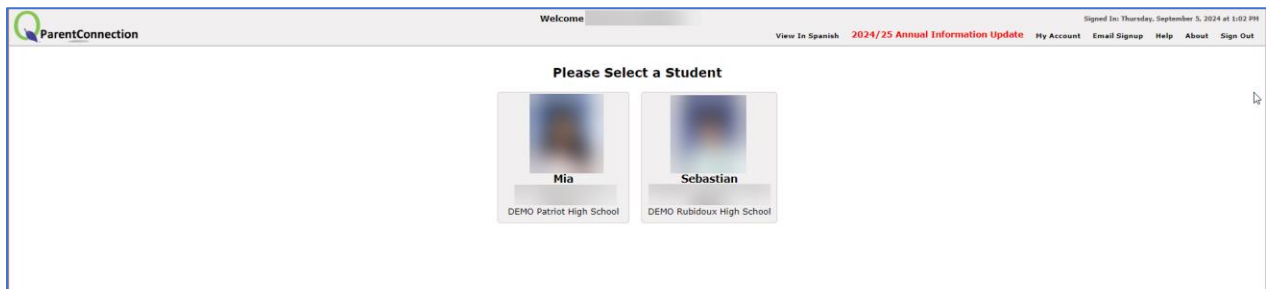 Welcome
Signed In: Thursday, September 5, 2024 at 1:02 PM
ParentConnection
View In Spanish 2024/25 Annual Information Update My Account Email Signup Help About Sign Out
Please Select a Student
Mia Sebastian
DEMO Patriot High School DEMO Rubidoux High School